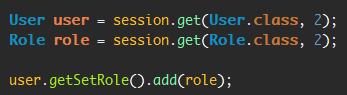 User user = session.get(User.class, 2);
Role role = session.get(Role.class, 2);
user.getSetRole().add(role);